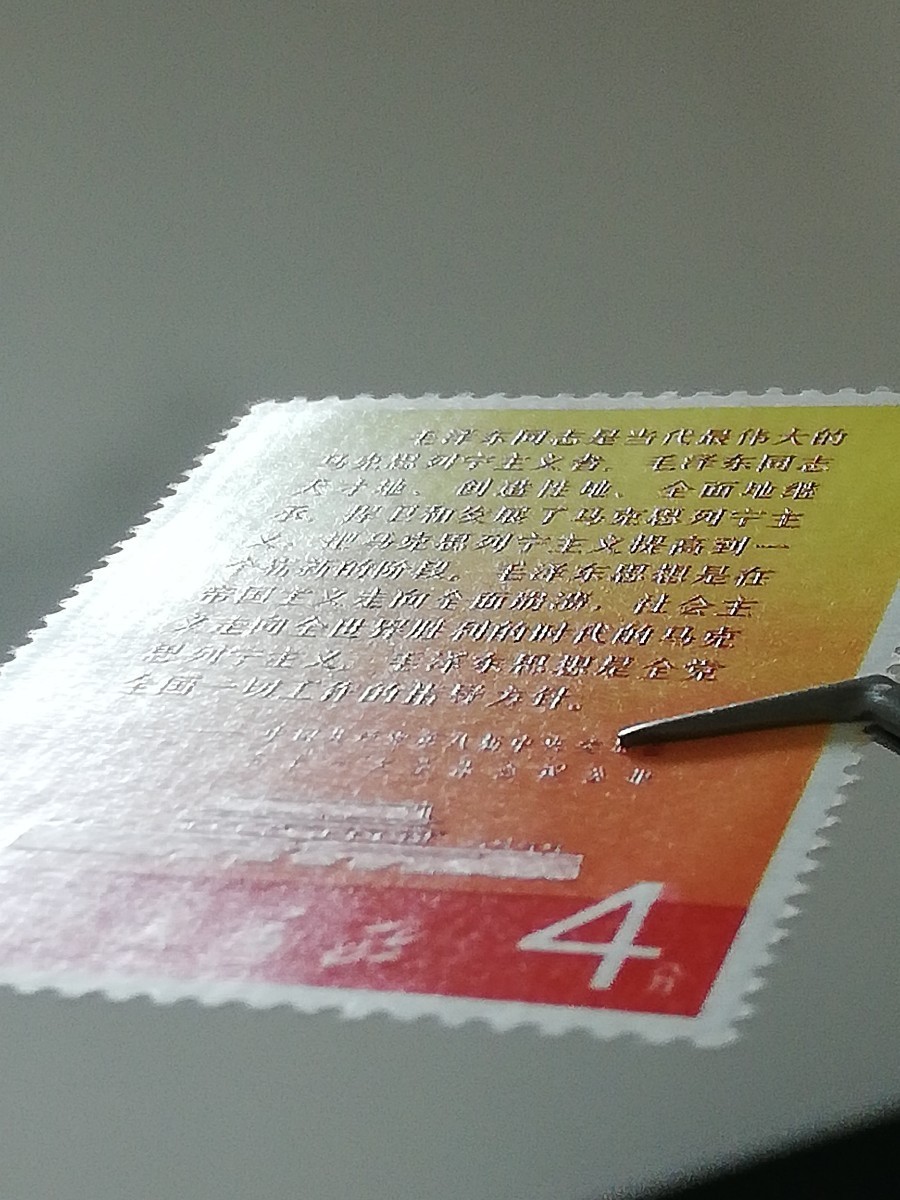 毛泽东同志是当代最伟大的
马克思列宁主义者。毛泽东同志
天才地、创造性地、全面地继
承、捍卫和发展了马克思列宁主
义，把马克思列宁主义提高到一
个崭新的阶段。毛泽东思想是在
帝国主义走向全面崩溃，社会主
义走向全世界胜利的时代的马克
思列宁主义。毛泽东思想是全党
全国一切工作的指导方针。
4分